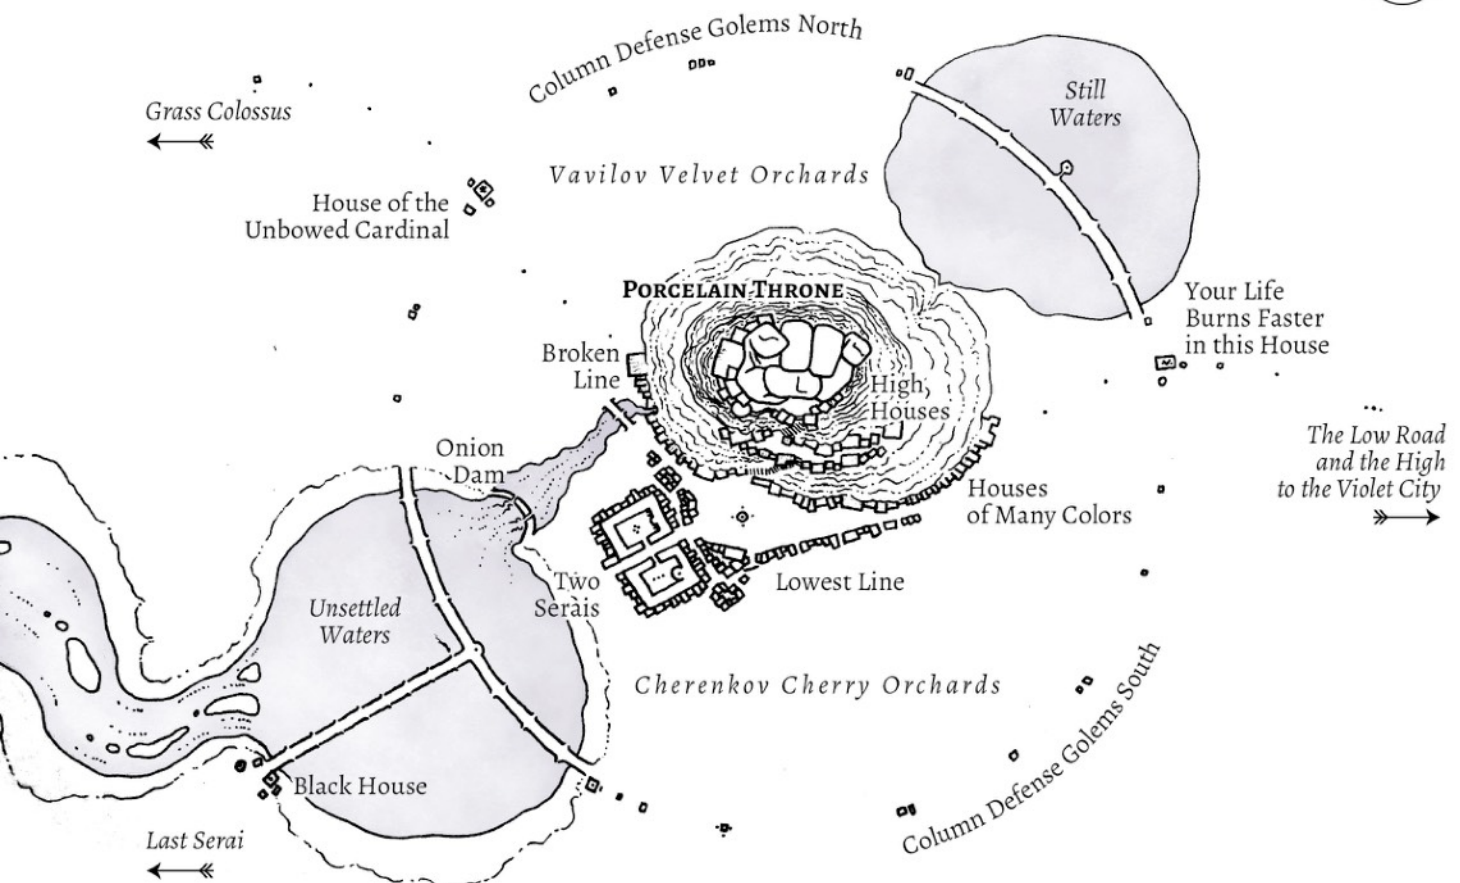 Column Defense Golems North
Grass Colossus
Still
Waters
Vavilov Velvet Orchards
House of the
Unbowed Cardinal
PORCELAIN THRONE
Your Life
Burns Faster
in this House
Broken
Line
High
Houses
Onion
Dam
The Low Road
and the High
to the Violet City
Houses
of Many Colors
Two
Serais
Lowest Line
Unsettled
Waters
Cherenkov Cherry Orchards
Column Defense Golems South
Black House
Last Serai